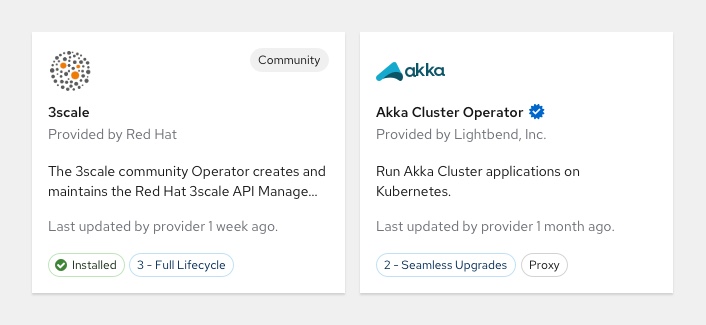 Community
3scale
Provided by Red Hat
The 3scale community Operator creates and
maintains the Red Hat 3scale API Manage...
Last updated by provider 1 week ago.
Installed
3 - Full Lifecycle
akka
Akka Cluster Operator
Provided by Lightbend, Inc.
Run Akka Cluster applications on
Kubernetes.
Last updated by provider 1 month ago.
2 - Seamless Upgrades
Proxy